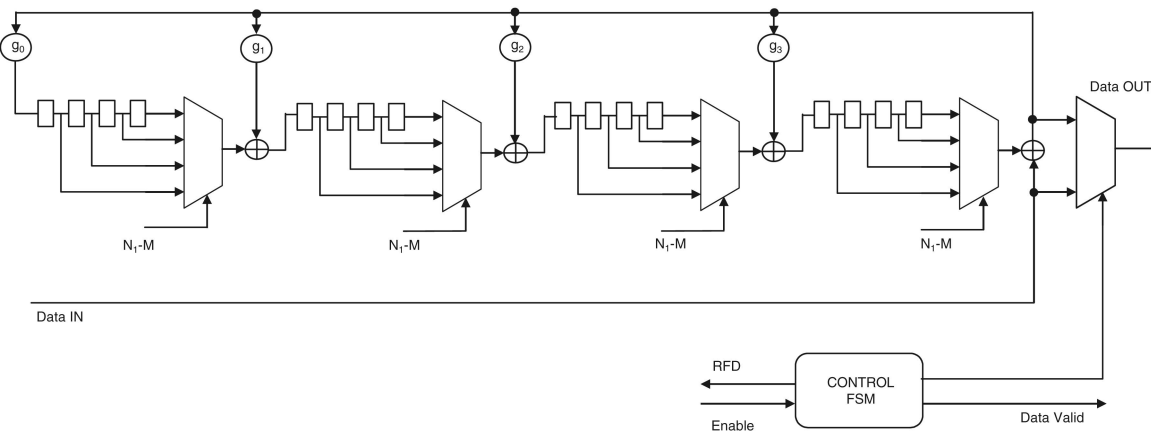 g₀
g₁
g₂
g₃
Data OUT
N₁-M
N₁-M
N₁-M
N₁-M
Data IN
RFD
CONTROL
FSM
Enable
Data Valid